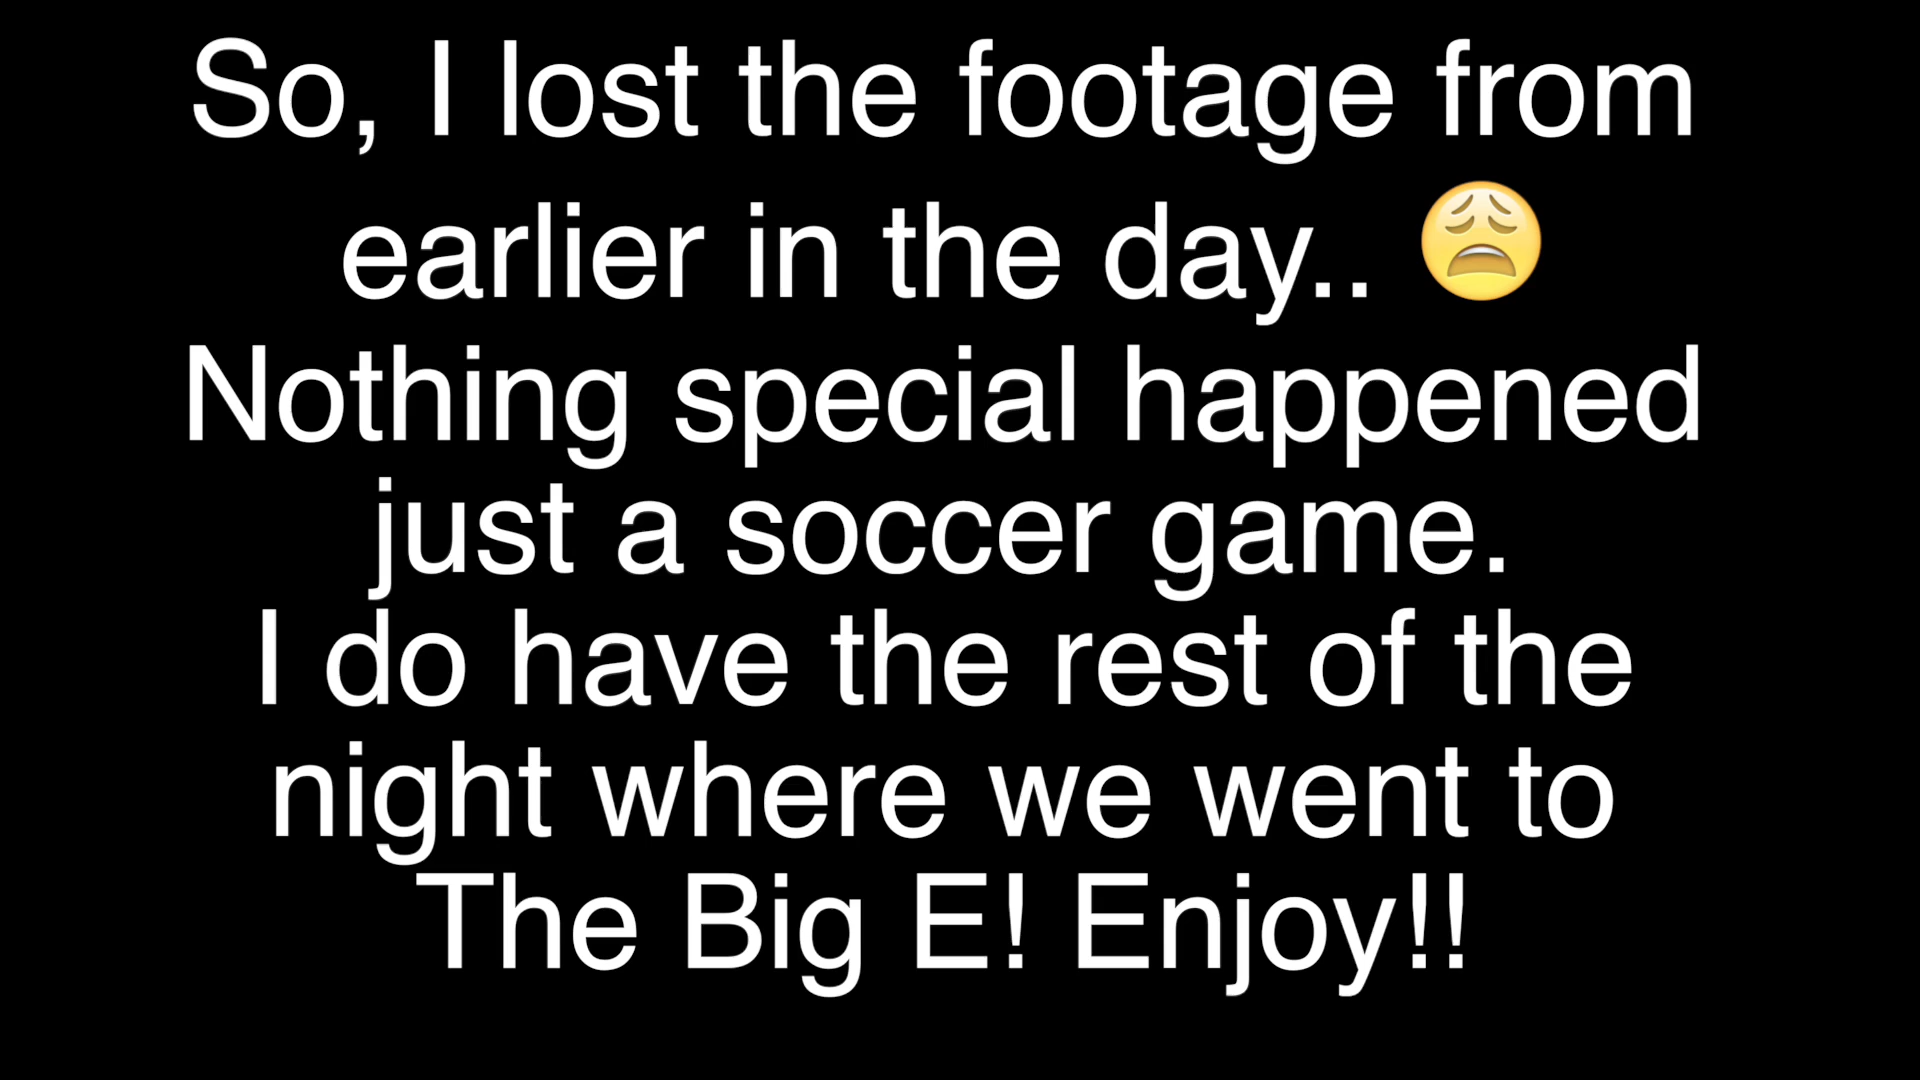 So, I lost the footage from
earlier in the day.. 😩
Nothing special happened
just a soccer game.
I do have the rest of the
night where we went to
The Big E! Enjoy!!